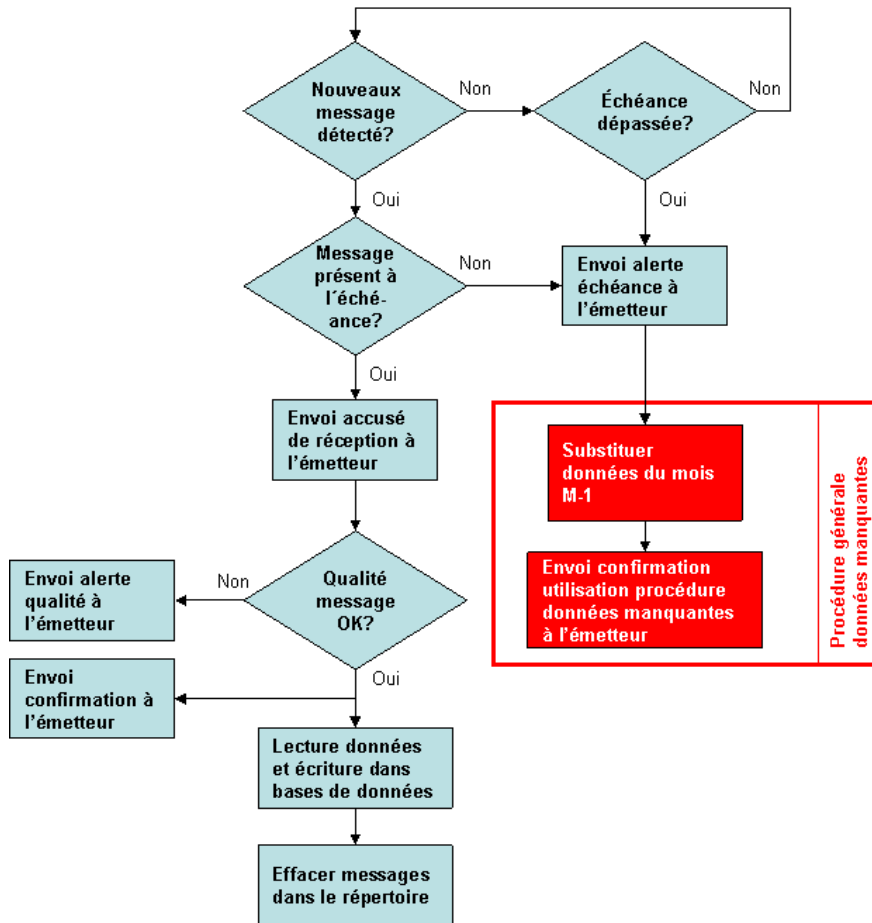 Nouveaux
message
détecté?
Non
Échéance
dépassée?
Non
Oui
Oui
Message
présent à
l´éché-
ance?
Non
Envoi alerte
échéance à
l'émetteur
Oui
Envoi accusé
de réception à
l'émetteur
Substituer
données du mois
M-1
Envoi confirmation
utilisation procédure
données manquantes
à l'émetteur
Procédure générale
données manquantes
Qualité
message
OK?
Non
Envoi alerte
qualité à
l'émetteur
Oui
Envoi
confirmation à
l'émetteur
Lecture données
et écriture dans
bases de données
Effacer messages
dans le répertoire